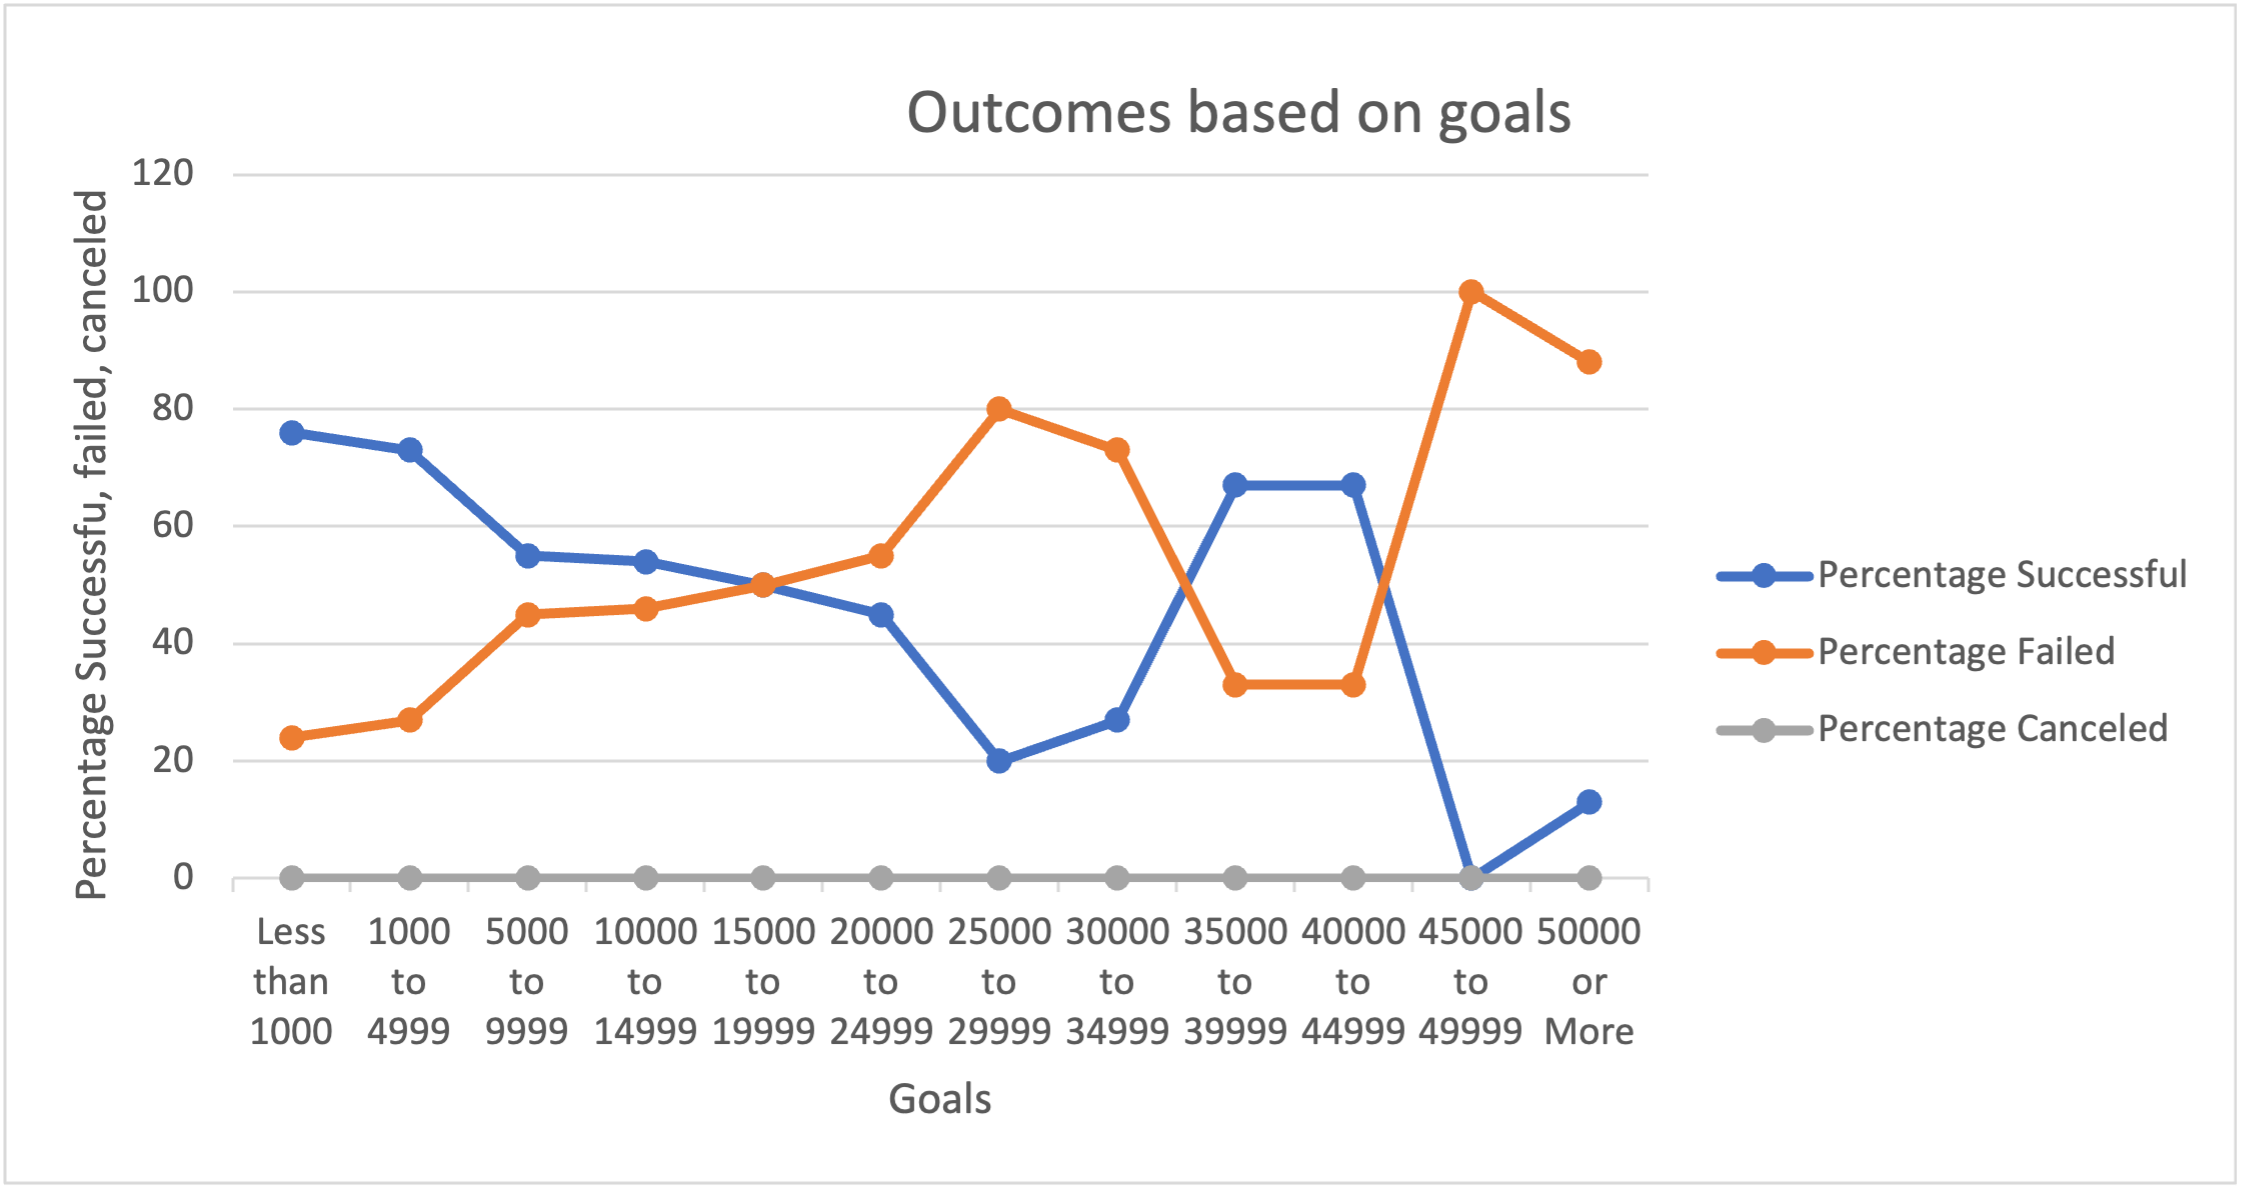 Outcomes based on goals
Percentage Successfu, failed, canceled
120
100
80
60
40
20
0
Less than 1000
1000 to 4999
5000 to 9999
10000 to 14999
15000 to 19999
20000 to 24999
25000 to 29999
30000 to 34999
35000 to 39999
40000 to 44999
45000 to 49999
50000 or More
Goals
Percentage Successful
Percentage Failed
Percentage Canceled